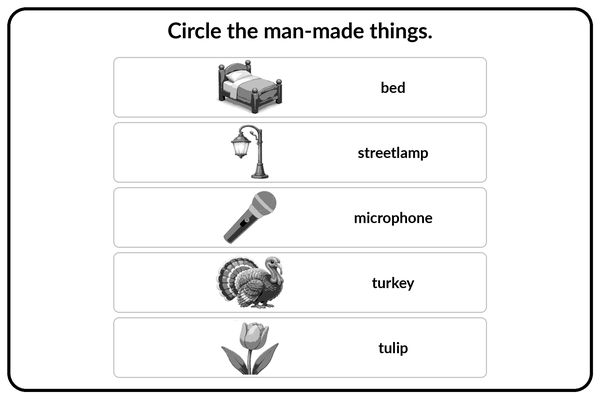 Circle the man-made things.
bed
streetlamp
microphone
turkey
tulip